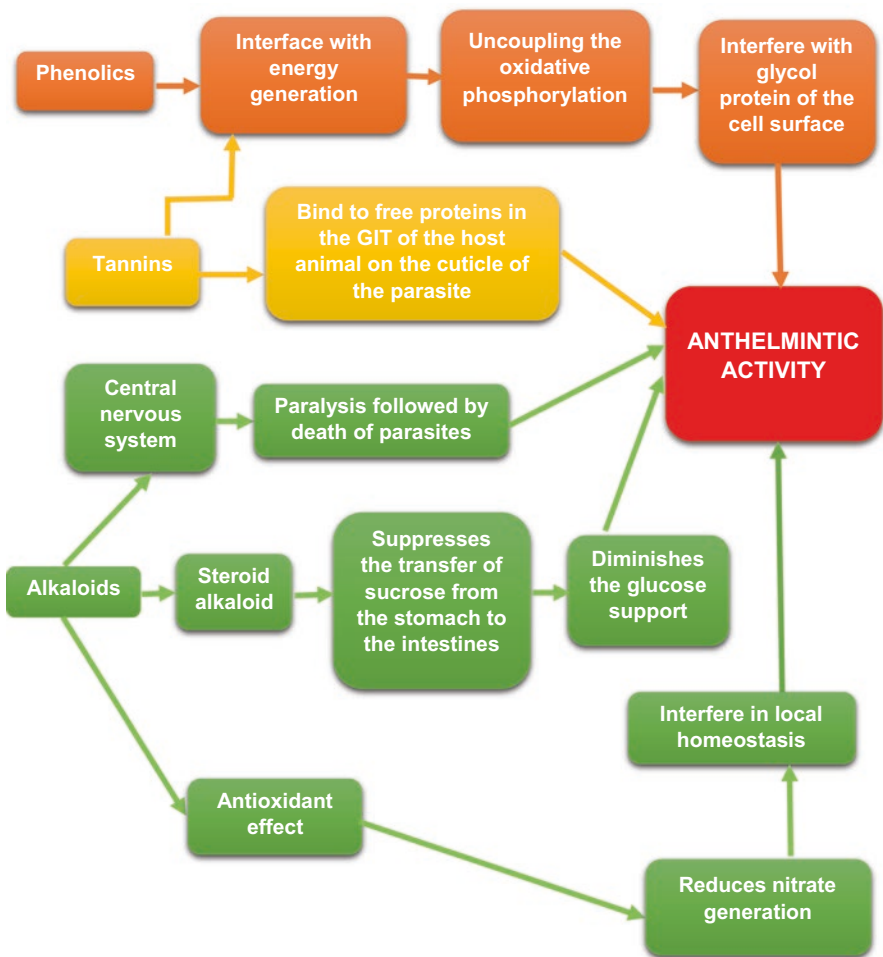 Phenolics
Interface with
energy
generation
Uncoupling the
oxidative
phosphorylation
Interfere with
glycol
protein of the
cell surface
Tannins
Bind to free proteins in
the GIT of the host
animal on the cuticle of
the parasite
ANTHELMINTIC
ACTIVITY
Central
nervous
system
Paralysis followed by
death of parasites
Alkaloids
Steroid
alkaloid
Suppresses
the transfer of
sucrose from
the stomach to
the intestines
Diminishes
the glucose
support
Interfere in local
homeostasis
Antioxidant
effect
Reduces nitrate
generation